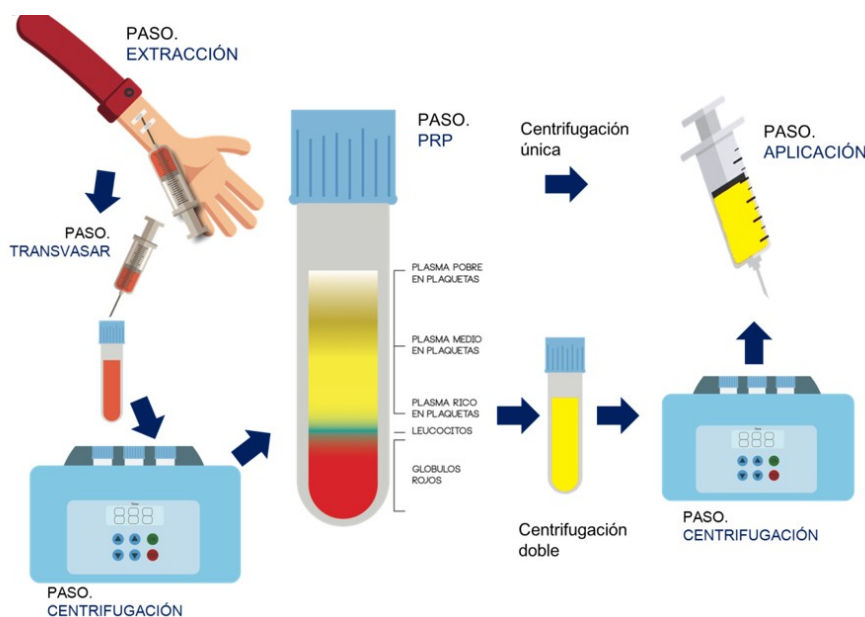 PASO.
EXTRACCIÓN
PASO.
TRANSVASAR
PASO.
CENTRIFUGACIÓN
PASO.
PRP
PLASMA POBRE
EN PLAQUETAS
PLASMA MEDIO
EN PLAQUETAS
PLASMA RICO
EN PLAQUETAS
LEUCOCITOS
GLOBULOS
ROJOS
Centrifugación
única
Centrifugación
doble
PASO.
CENTRIFUGACIÓN
PASO.
APLICACIÓN